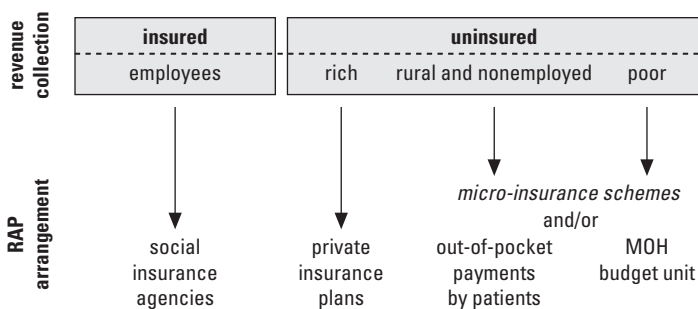 revenue
collection
insured
uninsured
employees
rich
rural and nonemployed
poor
RAP
arrangement
micro-insurance schemes
and/or
social
insurance
agencies
private
insurance
plans
out-of-pocket
payments
by patients
MOH
budget unit